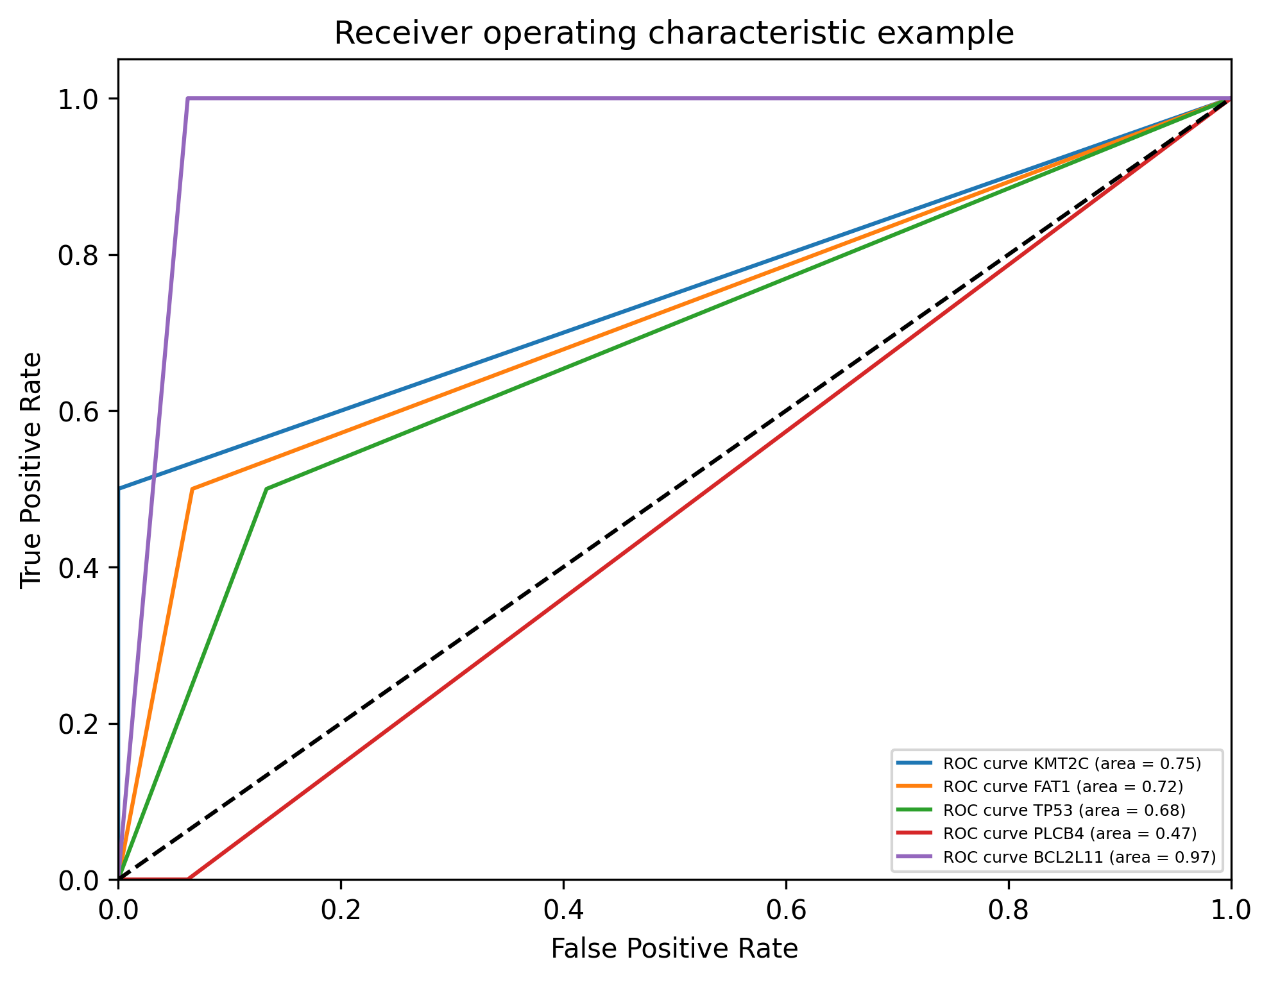 Receiver operating characteristic example
True Positive Rate
1.0
0.8
0.6
0.4
0.2
0.0
ROC curve KMT2C (area = 0.75)
ROC curve FAT1 (area = 0.72)
ROC curve TP53 (area = 0.68)
ROC curve PLCB4 (area = 0.47)
ROC curve BCL2L11 (area = 0.97)
0.0 0.2 0.4 0.6 0.8 1.0
False Positive Rate